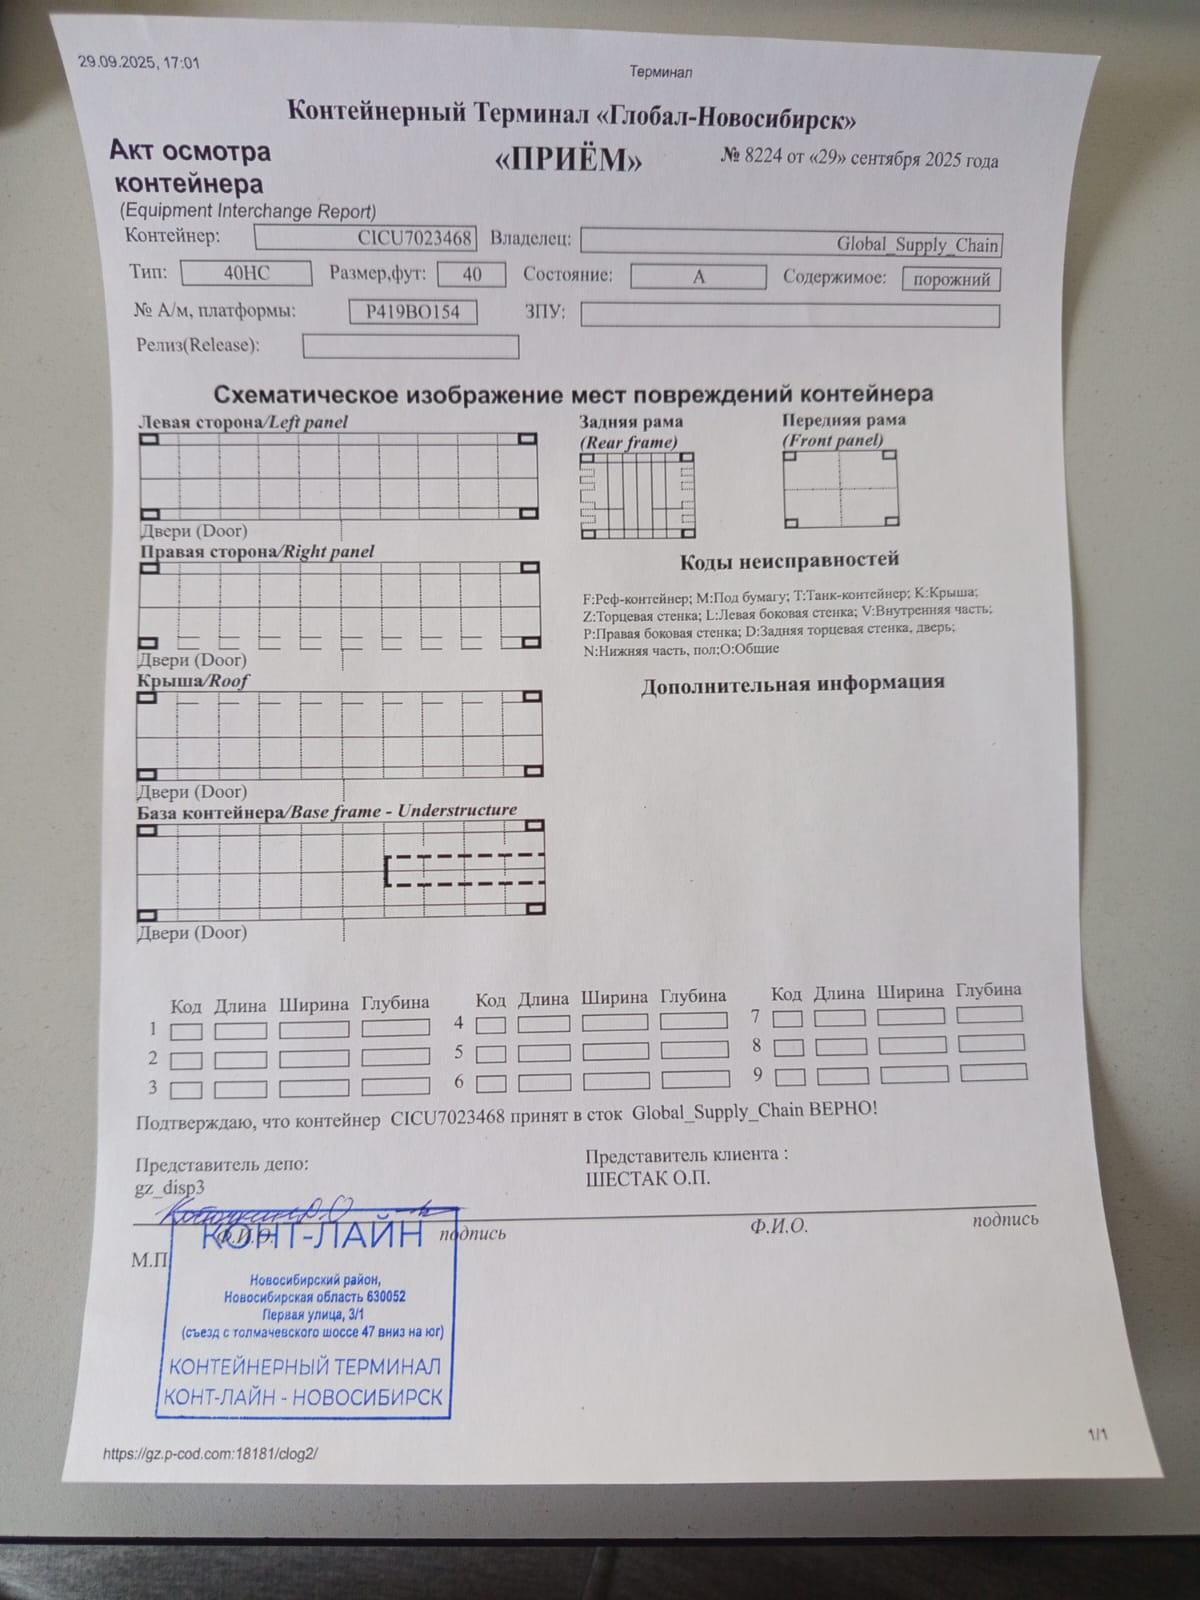 29.09.2025, 17:01
Терминал
Контейнерный Терминал «Глобал-Новосибирск»
Акт осмотра
контейнера
«ПРИЁМ»
№ 8224 от «29» сентября 2025 года
(Equipment Interchange Report)
Контейнер: CICU7023468 Владелец: Global_Supply_Chain
Тип: 40HC Размер,фут: 40 Состояние: A Содержимое: порожний
№ А/м, платформы: Р419ВО154 ЗПУ:
Релиз(Release):
Схематическое изображение мест повреждений контейнера
Левая сторона/Left panel
Двери (Door)
Правая сторона/Right panel
Двери (Door)
Крыша/Roof
Двери (Door)
База контейнера/Base frame - Understructure
Двери (Door)
Задняя рама
(Rear frame)
Передняя рама
(Front panel)
Коды неисправностей
F:Реф-контейнер; M:Под бумагу; T:Танк-контейнер; K:Крыша;
Z:Торцевая стенка; L:Левая боковая стенка; V:Внутренняя часть;
P:Правая боковая стенка; D:Задняя торцевая стенка, дверь;
N:Нижняя часть, пол;O:Общие
Дополнительная информация
Код Длина Ширина Глубина Код Длина Ширина Глубина Код Длина Ширина Глубина
1 4 7
2 5 8
3 6 9
Подтверждаю, что контейнер CICU7023468 принят в сток Global_Supply_Chain ВЕРНО!
Представитель депо:
gz_disp3
Представитель клиента :
ШЕСТАК О.П.
Ф.И.О. подпись Ф.И.О. подпись
М.П
КОНТ-ЛАЙН
Новосибирский район,
Новосибирская область 630052
Первая улица, 3/1
(съезд с толмачевского шоссе 47 вниз на юг)
КОНТЕЙНЕРНЫЙ ТЕРМИНАЛ
КОНТ-ЛАЙН - НОВОСИБИРСК
https://gz.p-cod.com:18181/clog2/
1/1